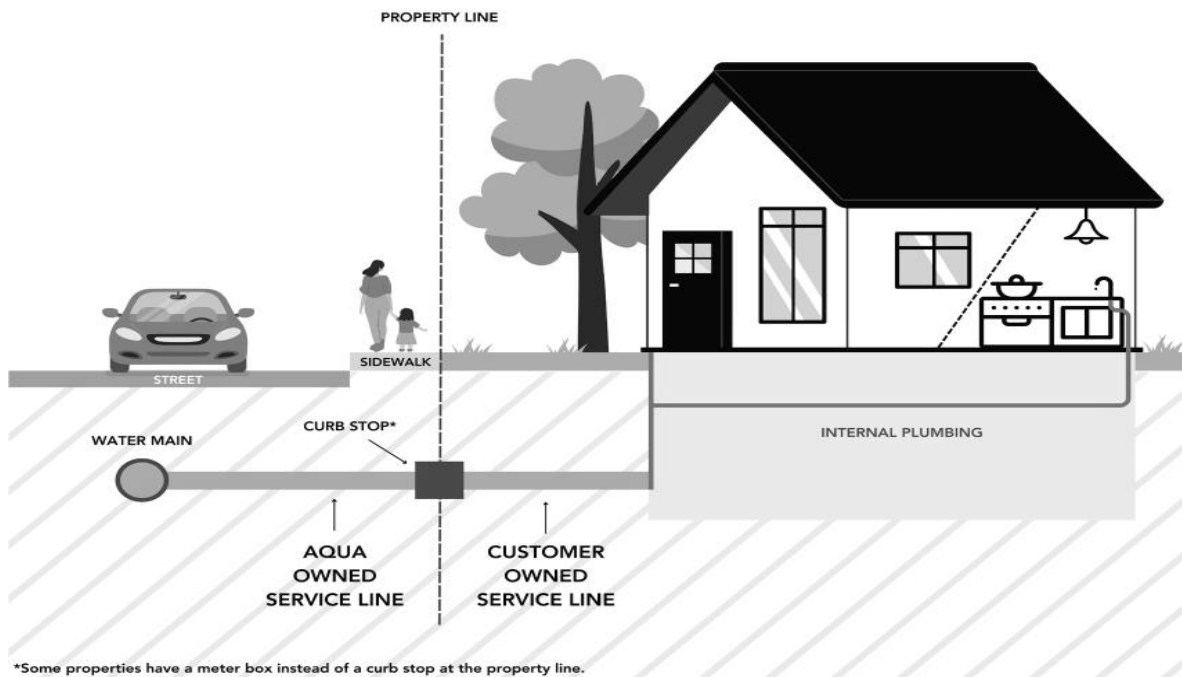 PROPERTY LINE
SIDEWALK
STREET
CURB STOP*
WATER MAIN
INTERNAL PLUMBING
AQUA
OWNED
SERVICE LINE
CUSTOMER
OWNED
SERVICE LINE
*Some properties have a meter box instead of a curb stop at the property line.